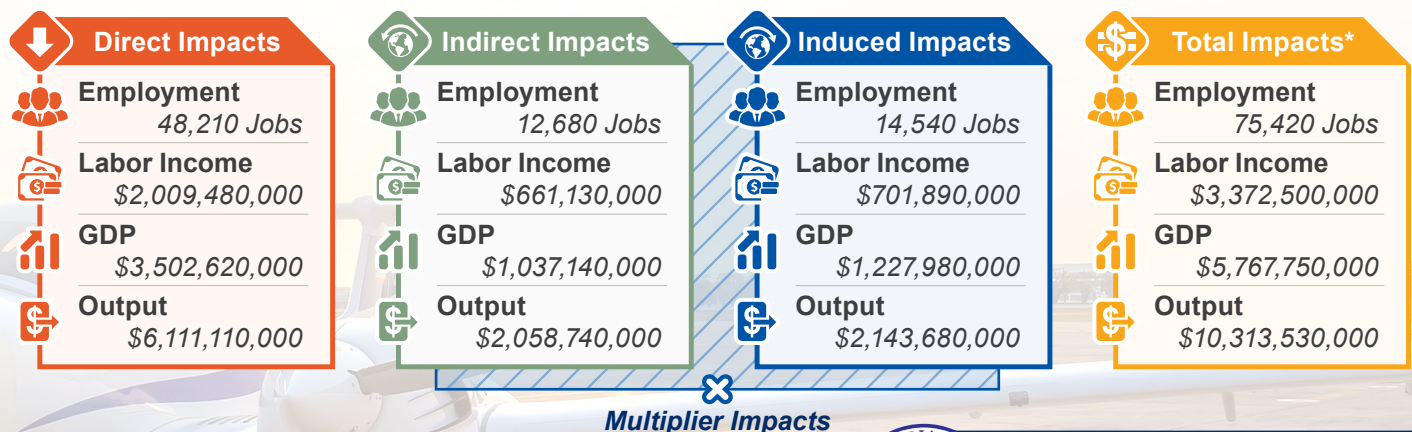 Direct Impacts
Employment
48,210 Jobs
Labor Income
$2,009,480,000
GDP
$3,502,620,000
Output
$6,111,110,000
Indirect Impacts
Employment
12,680 Jobs
Labor Income
$661,130,000
GDP
$1,037,140,000
Output
$2,058,740,000
Induced Impacts
Employment
14,540 Jobs
Labor Income
$701,890,000
GDP
$1,227,980,000
Output
$2,143,680,000
Total Impacts*
Employment
75,420 Jobs
Labor Income
$3,372,500,000
GDP
$5,767,750,000
Output
$10,313,530,000
Multiplier Impacts